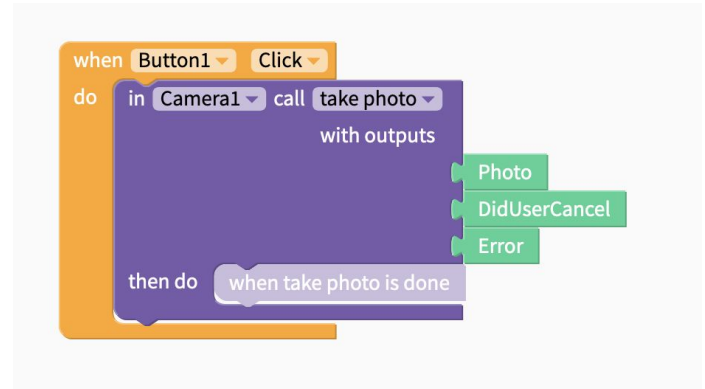 when Button1 Click
do in Camera1 call take photo
with outputs
Photo
DidUserCancel
Error
then do when take photo is done